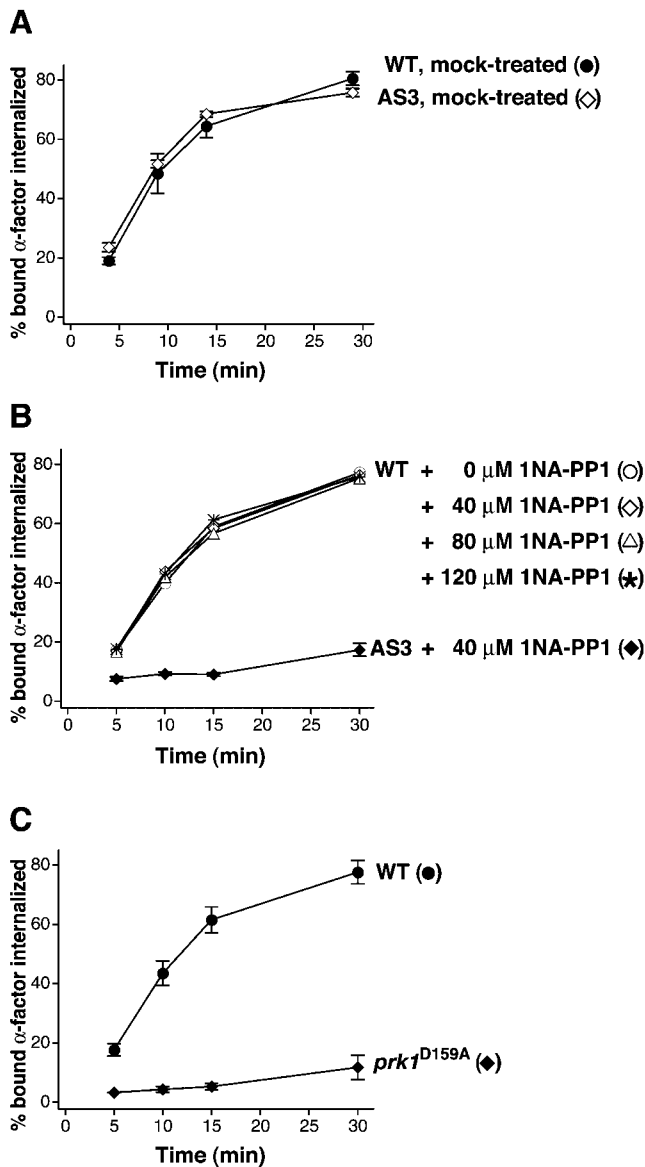 A
WT, mock-treated (●)
AS3, mock-treated (◇)
% bound α-factor internalized
80
60
40
20
0
0 5 10 15 20 25 30
Time (min)
B
WT + 0 μM 1NA-PP1 (○)
+ 40 μM 1NA-PP1 (◇)
+ 80 μM 1NA-PP1 (△)
+ 120 μM 1NA-PP1 (★)
AS3 + 40 μM 1NA-PP1 (◆)
% bound α-factor internalized
80
60
40
20
0
0 5 10 15 20 25 30
Time (min)
C
WT (●)
prk1D159A (◆)
% bound α-factor internalized
80
60
40
20
0
0 5 10 15 20 25 30
Time (min)